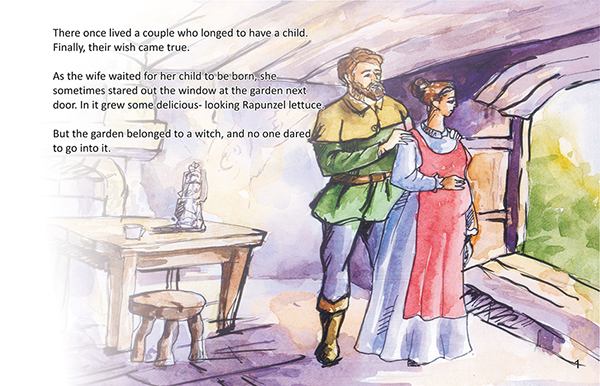 There once lived a couple who longed to have a child.
Finally, their wish came true.
As the wife waited for her child to be born, she
sometimes stared out the window at the garden next
door. In it grew some delicious- looking Rapunzel lettuce.
But the garden belonged to a witch, and no one dared
to go into it.
4